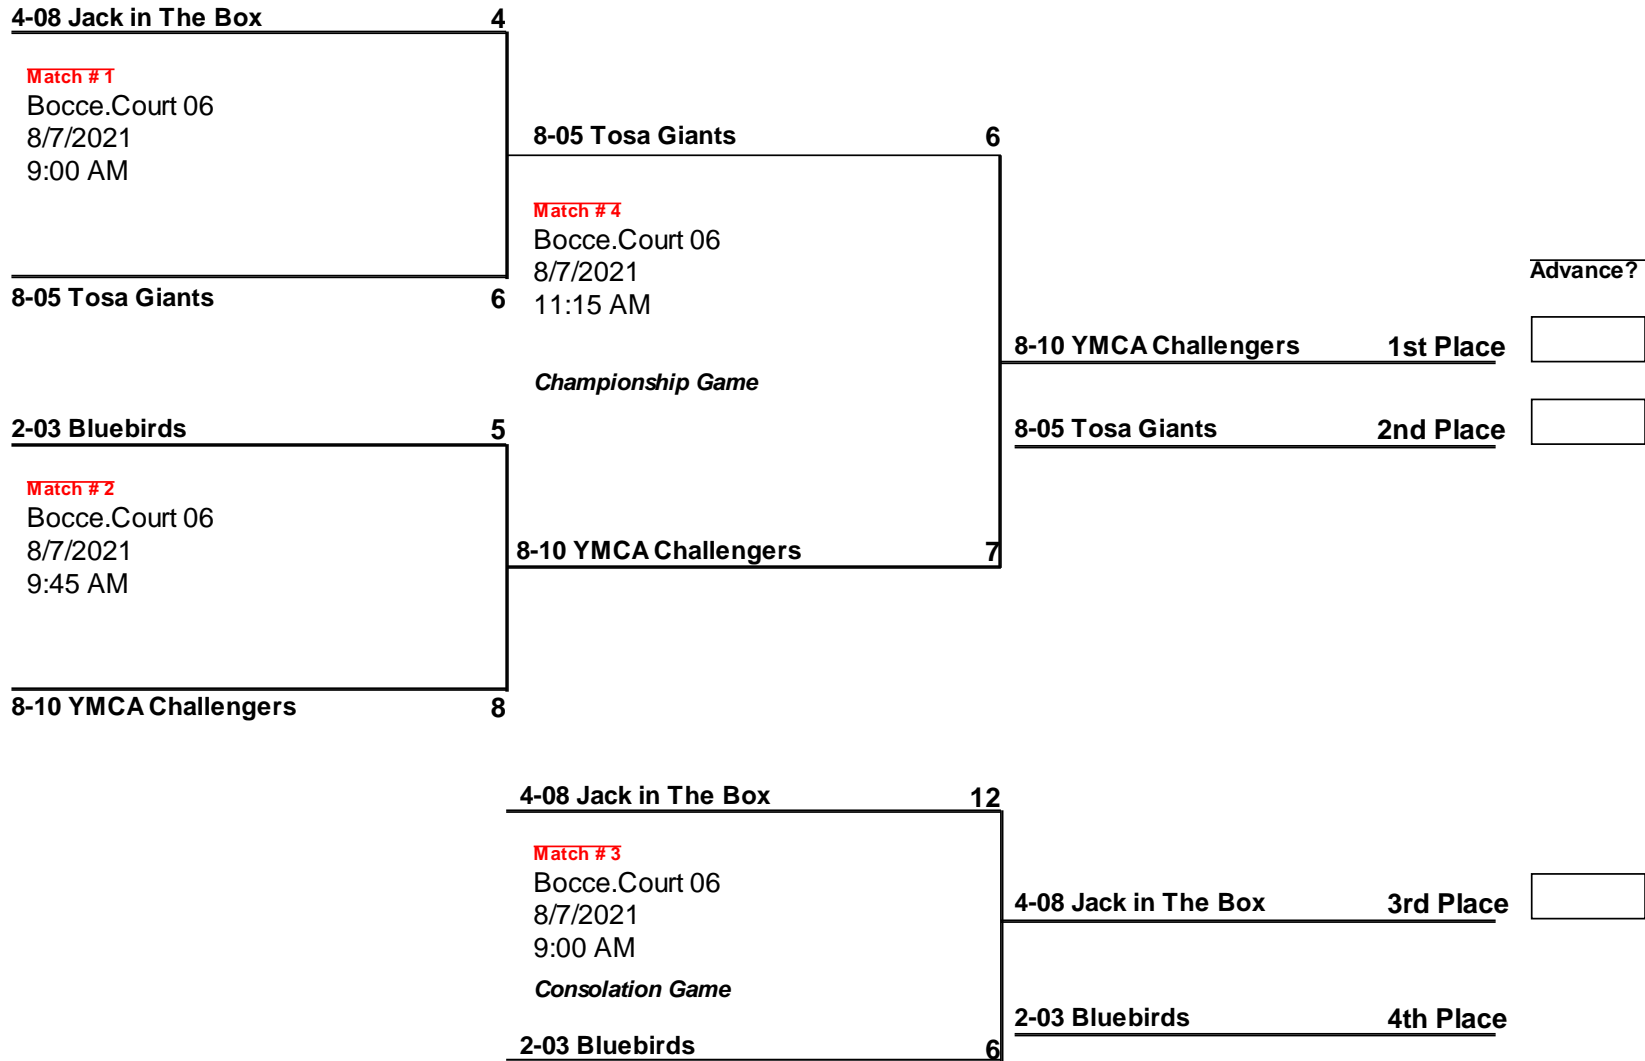 4-08 Jack in The Box 4
Match # 1
Bocce.Court 06
8/7/2021
9:00 AM
8-05 Tosa Giants 6
8-05 Tosa Giants 6
Match # 4
Bocce.Court 06
8/7/2021
11:15 AM
Championship Game
2-03 Bluebirds 5
Match # 2
Bocce.Court 06
8/7/2021
9:45 AM
8-10 YMCA Challengers 8
8-10 YMCA Challengers 7
Advance?
8-10 YMCA Challengers 1st Place
8-05 Tosa Giants 2nd Place
4-08 Jack in The Box 12
Match # 3
Bocce.Court 06
8/7/2021
9:00 AM
Consolation Game
2-03 Bluebirds 6
4-08 Jack in The Box 3rd Place
2-03 Bluebirds 4th Place